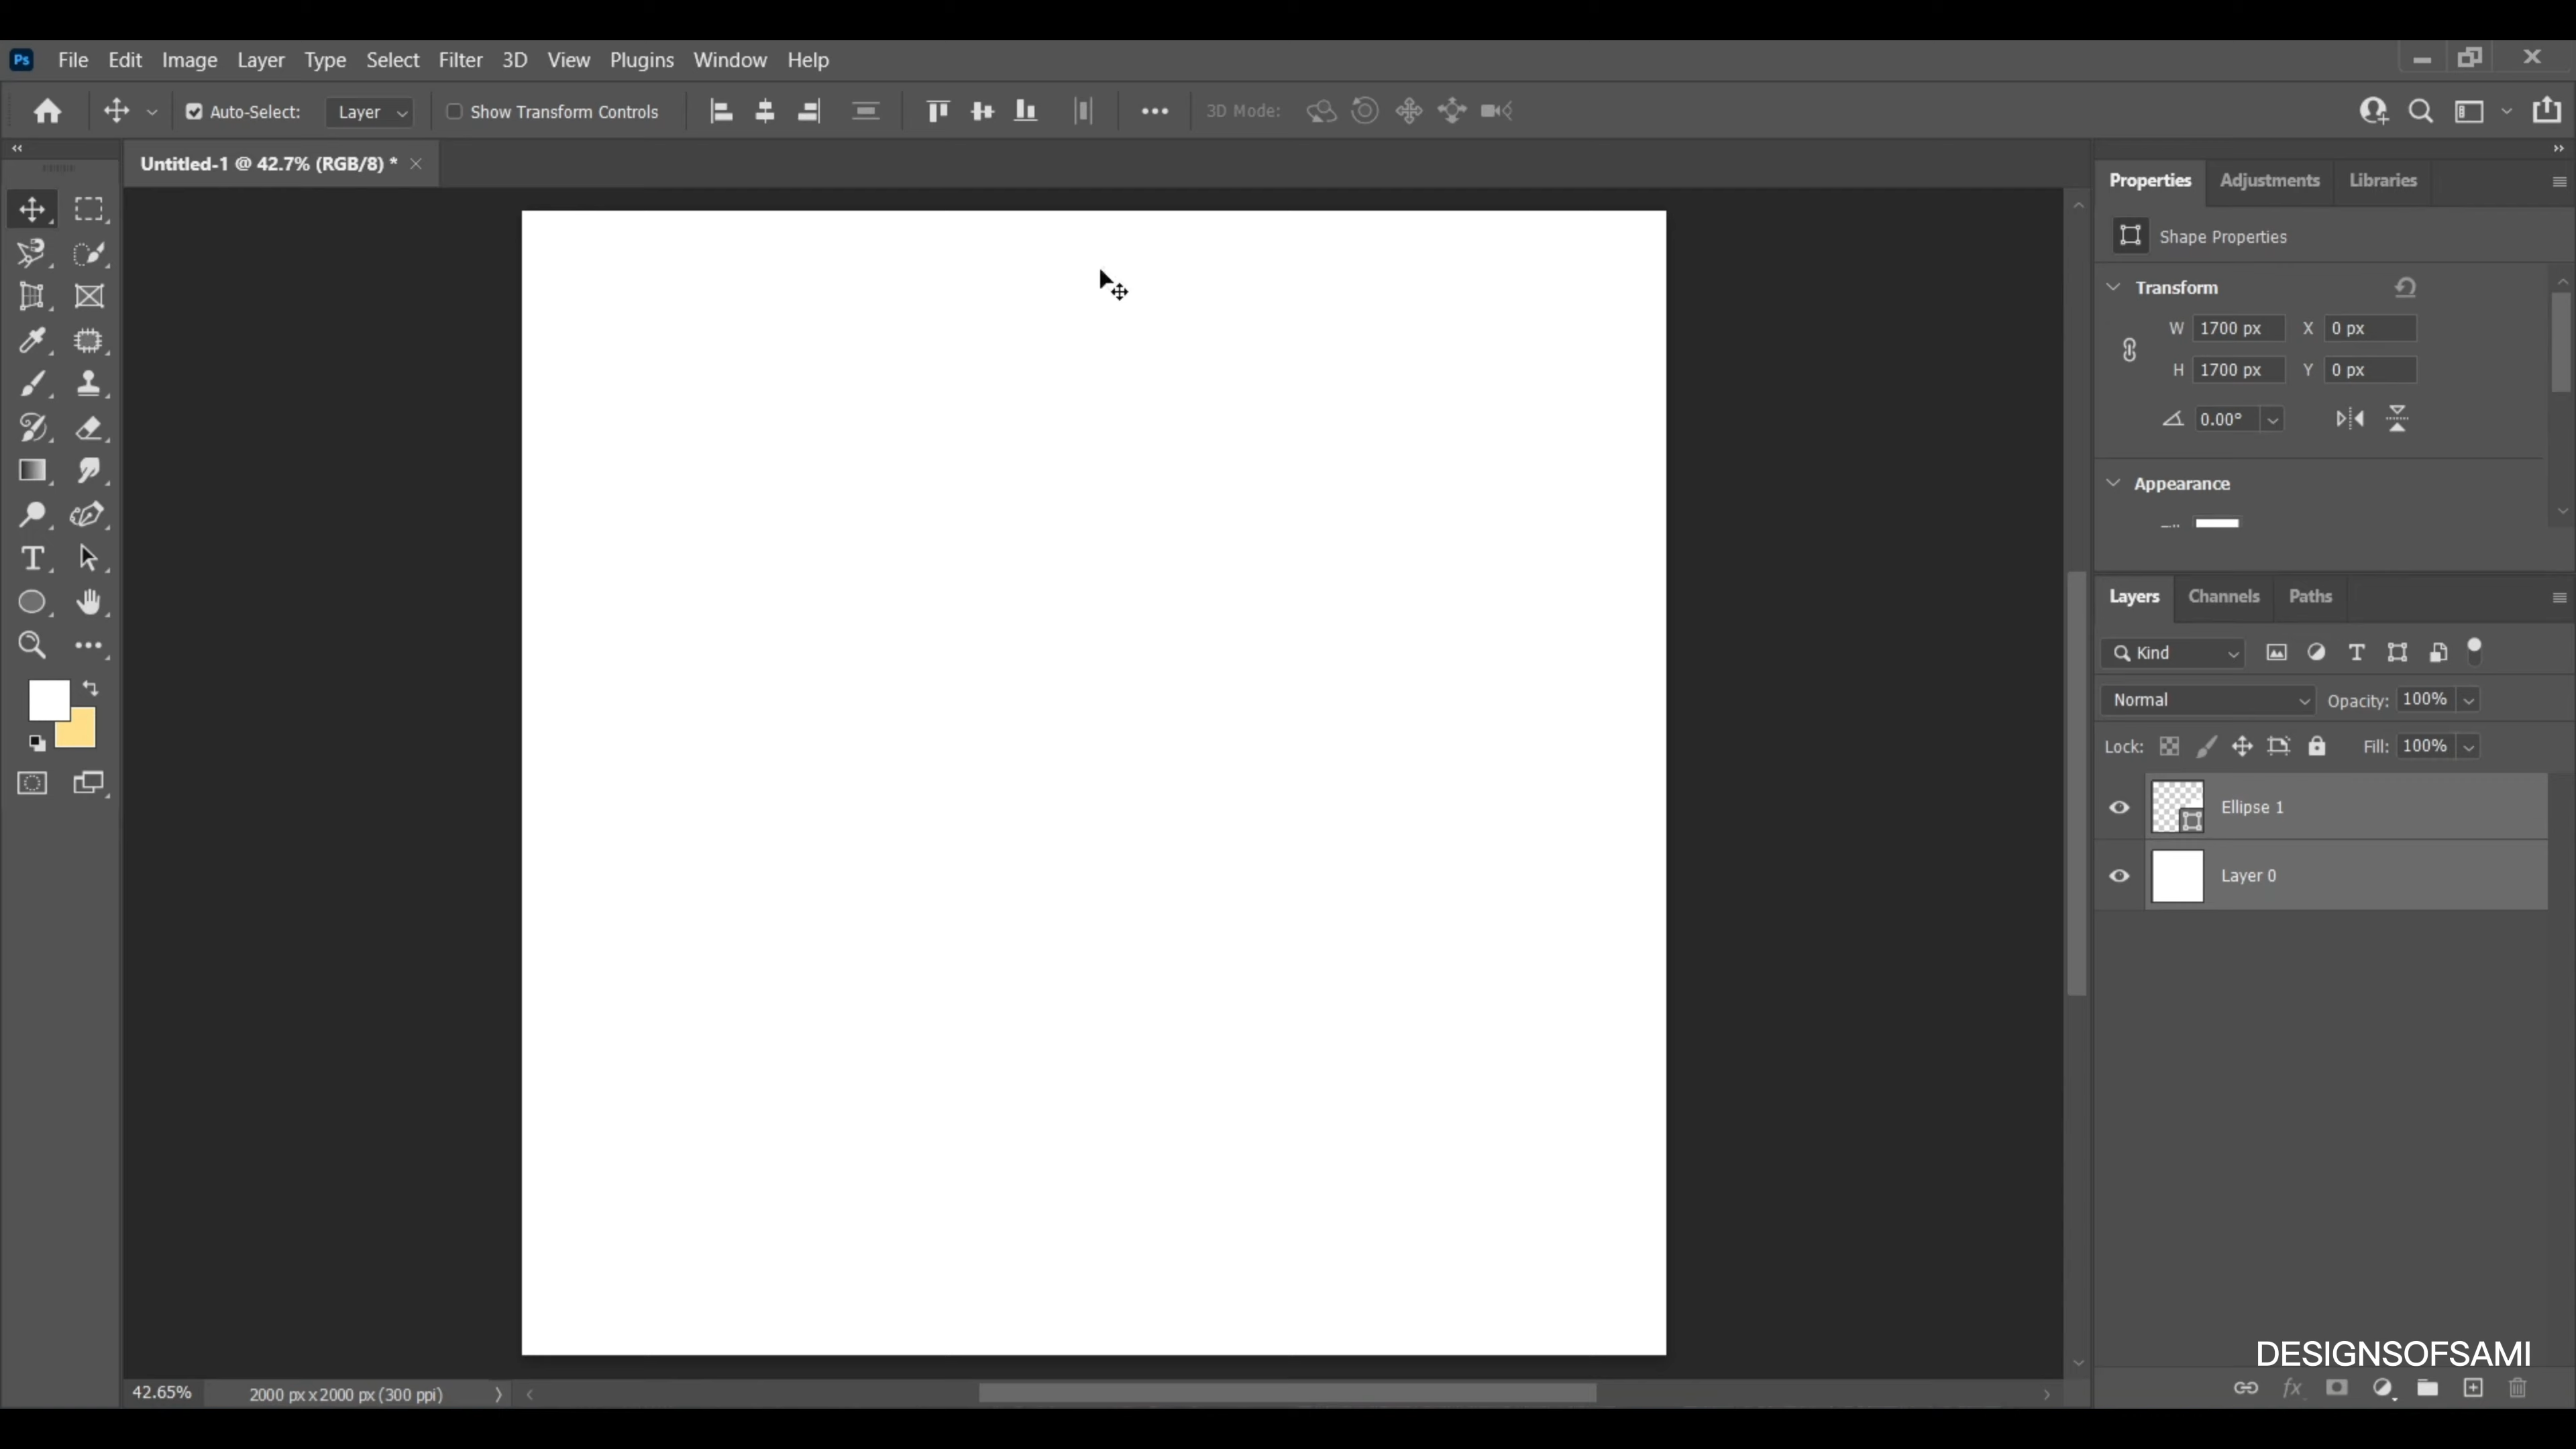 Ps File Edit Image Layer Type Select Filter 3D View Plugins Window Help
Auto-Select: Layer Show Transform Controls 3D Mode:
Untitled-1 @ 42.7% (RGB/8) *
Properties Adjustments Libraries
Shape Properties
Transform
W 1700 px X 0 px
H 1700 px Y 0 px
0.00°
Appearance
Layers Channels Paths
Kind
Normal Opacity: 100%
Lock: Fill: 100%
Ellipse 1
Layer 0
DESIGNSOFSAMI
42.65% 2000 px x 2000 px (300 ppi)
fx